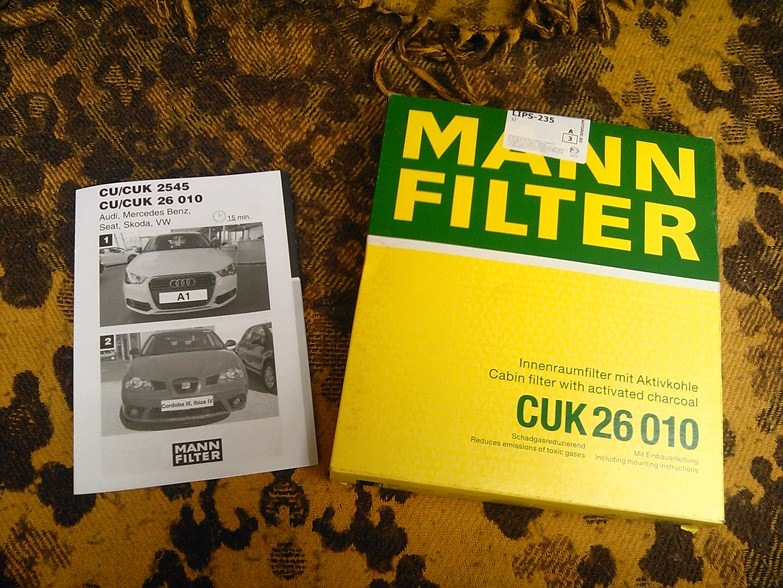 CU/CUK 2545
CU/CUK 26 010
Audi, Mercedes Benz,
Seat, Skoda, VW
15 min.
1
A1
2
Cordoba III, Ibiza IV
MANN
FILTER
LIPS-235
A
3
MANN
FILTER
Innenraumfilter mit Aktivkohle
Cabin filter with activated charcoal
CUK 26 010
Schadgasreduzierend
Reduces emissions of toxic gases
Mit Einbauanleitung
Including mounting instructions